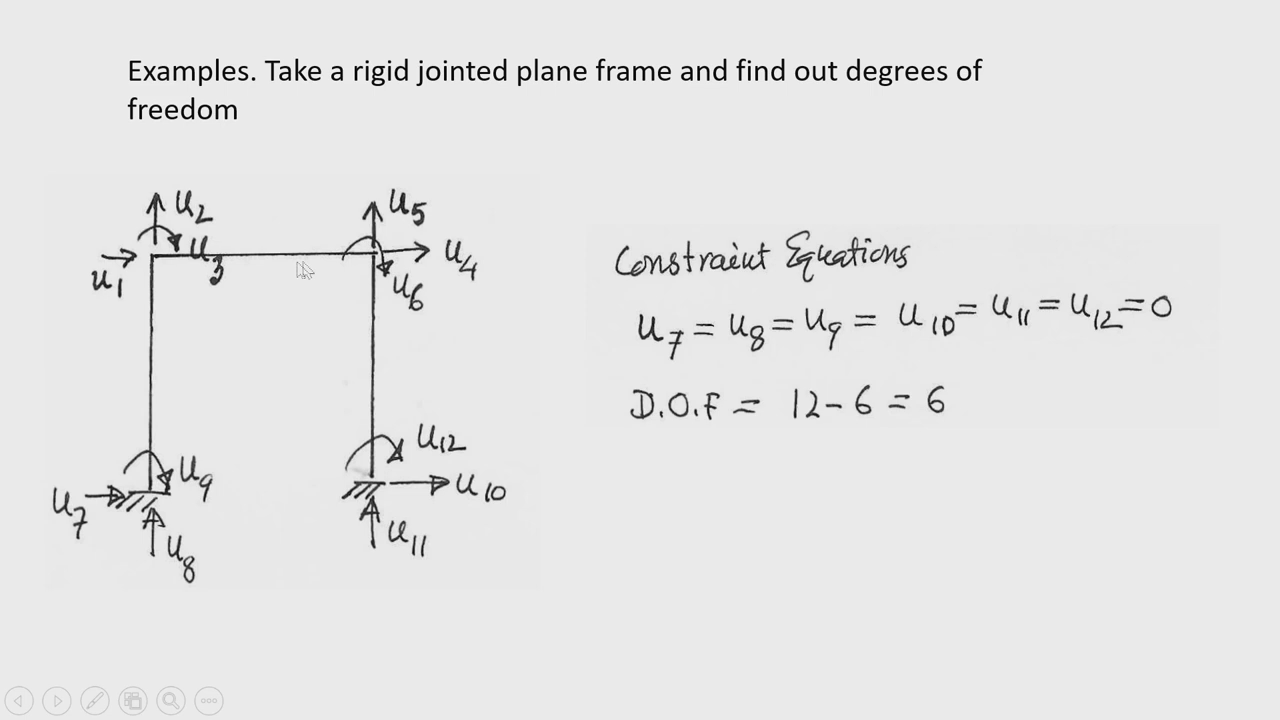 Examples. Take a rigid jointed plane frame and find out degrees of
freedom
u2
u5
u1
u3
u4
u6
Constraint Equations
u7 = u8 = u9 = u10 = u11 = u12 = 0
D.O.F = 12 - 6 = 6
u9
u12
u7
u10
u8
u11